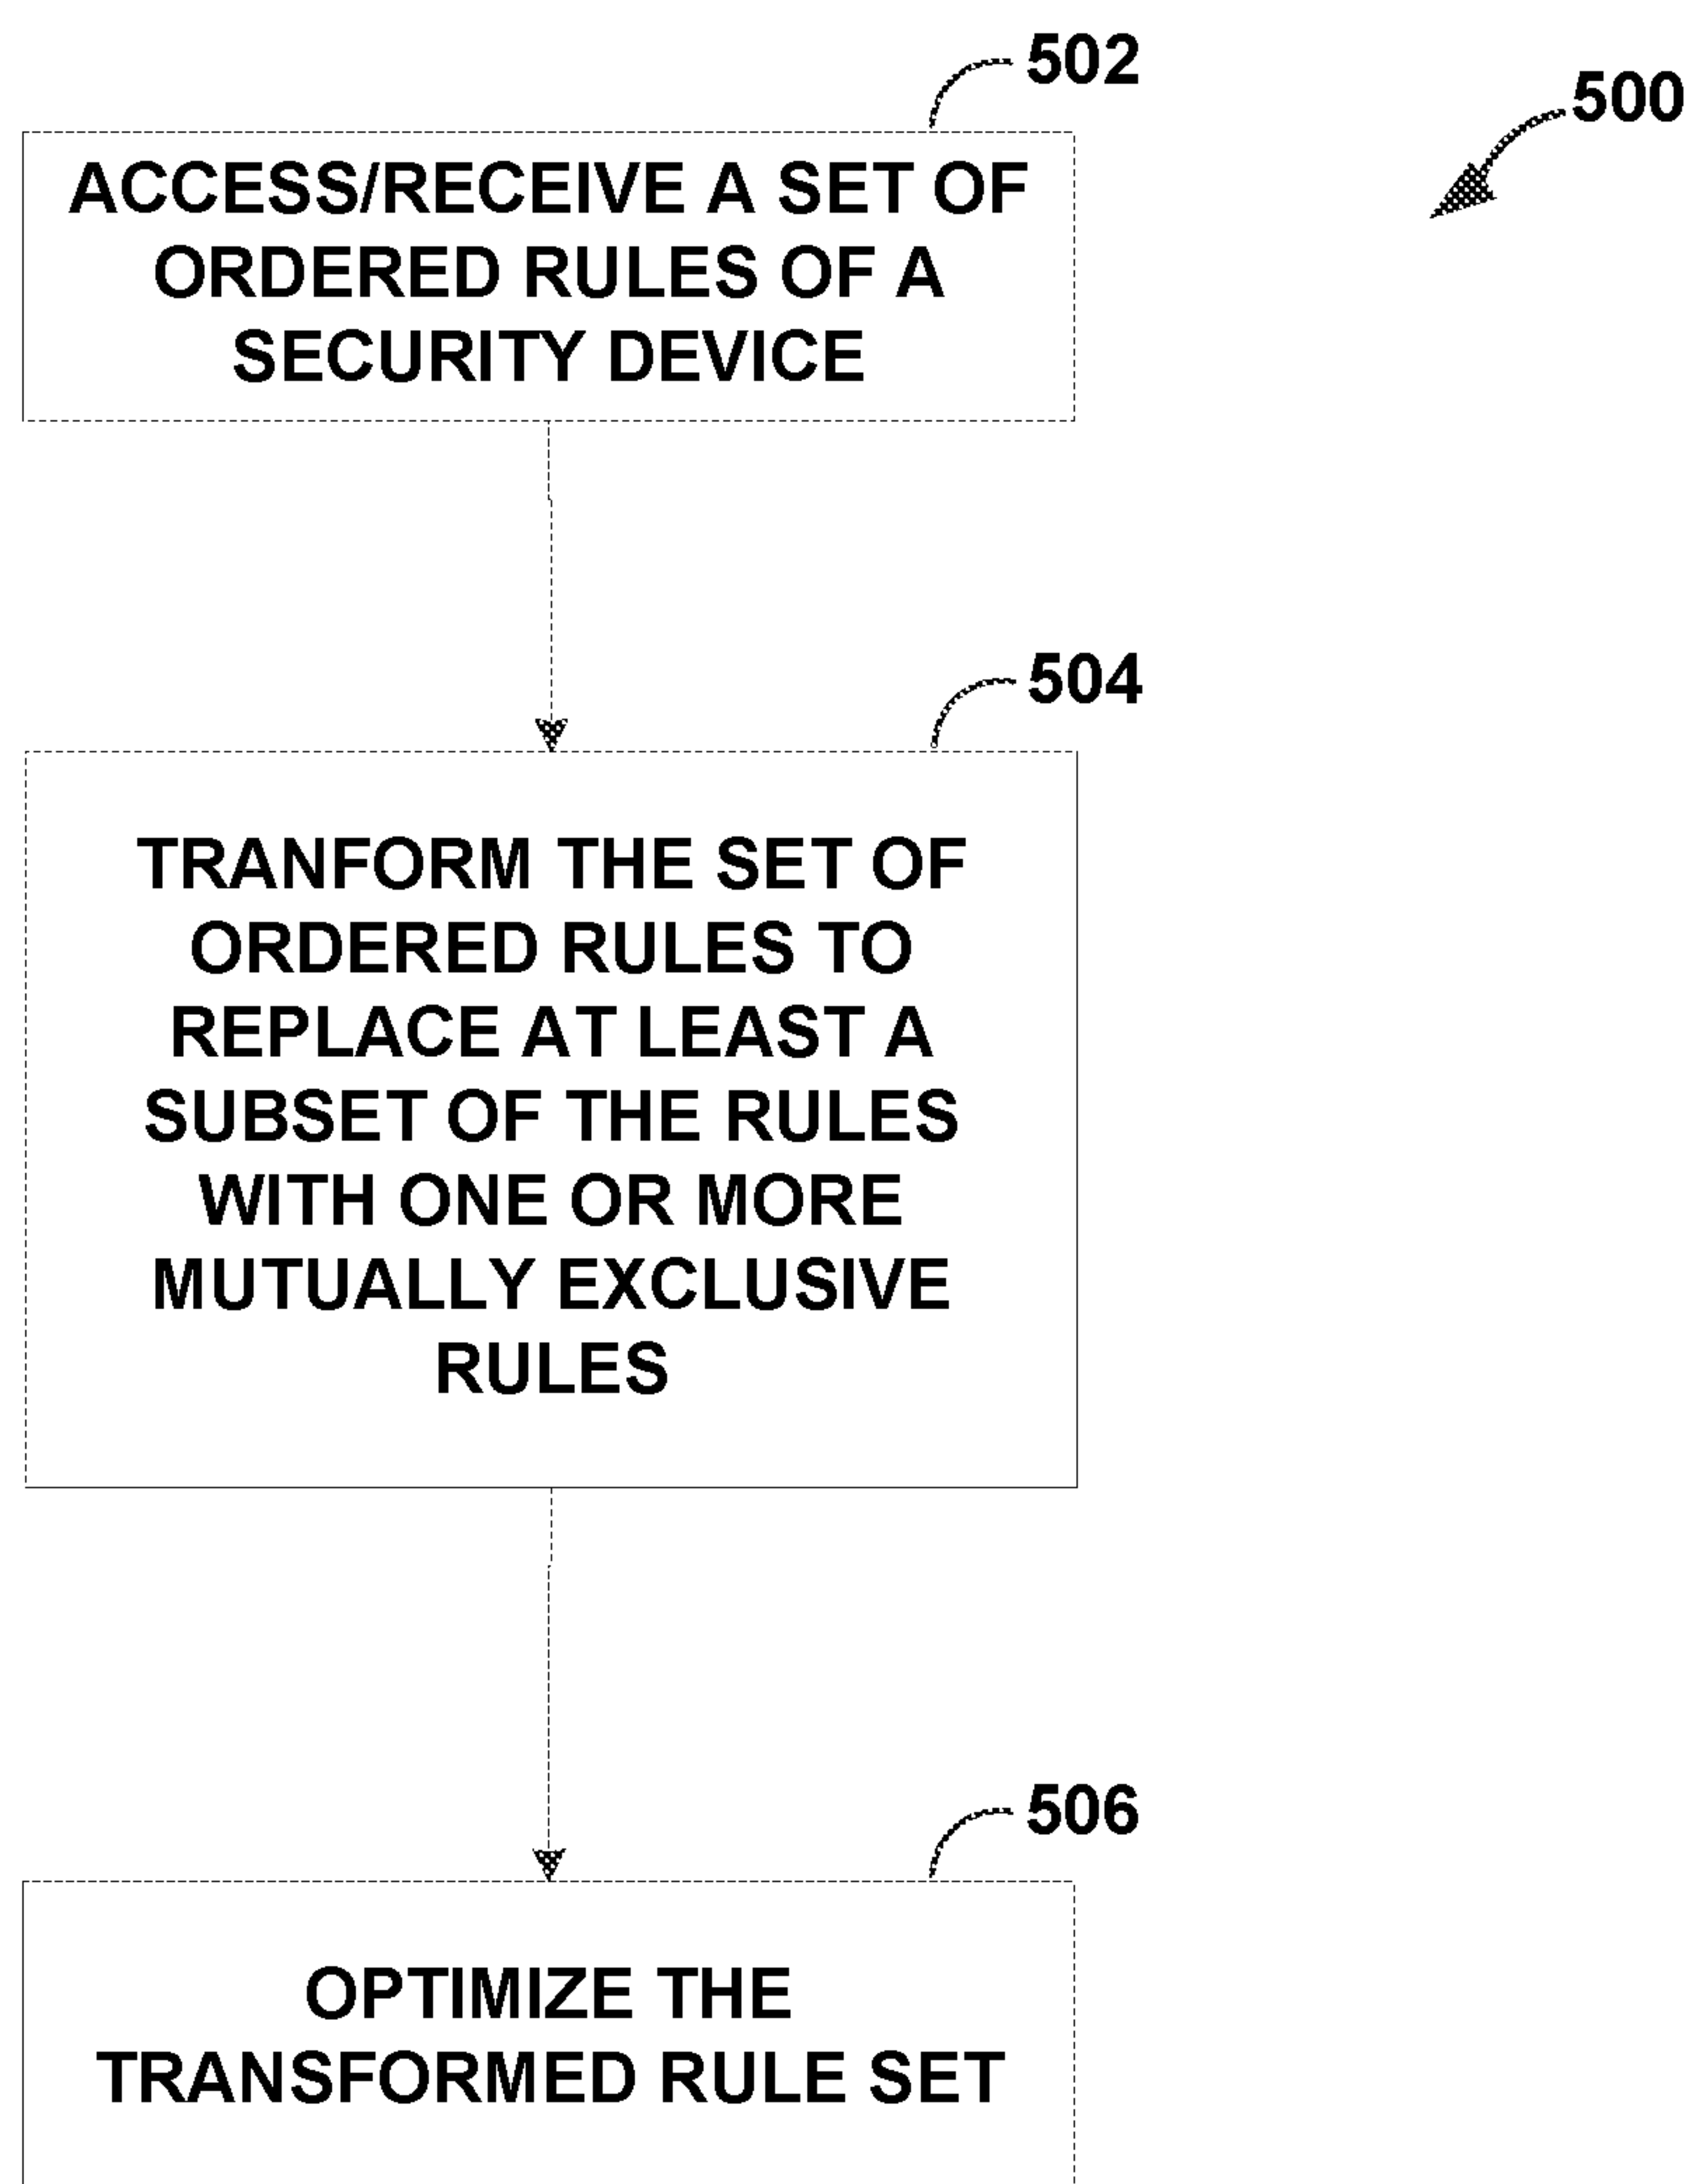 502
500
ACCESS/RECEIVE A SET OF
ORDERED RULES OF A
SECURITY DEVICE
504
TRANFORM THE SET OF
ORDERED RULES TO
REPLACE AT LEAST A
SUBSET OF THE RULES
WITH ONE OR MORE
MUTUALLY EXCLUSIVE
RULES
506
OPTIMIZE THE
TRANSFORMED RULE SET